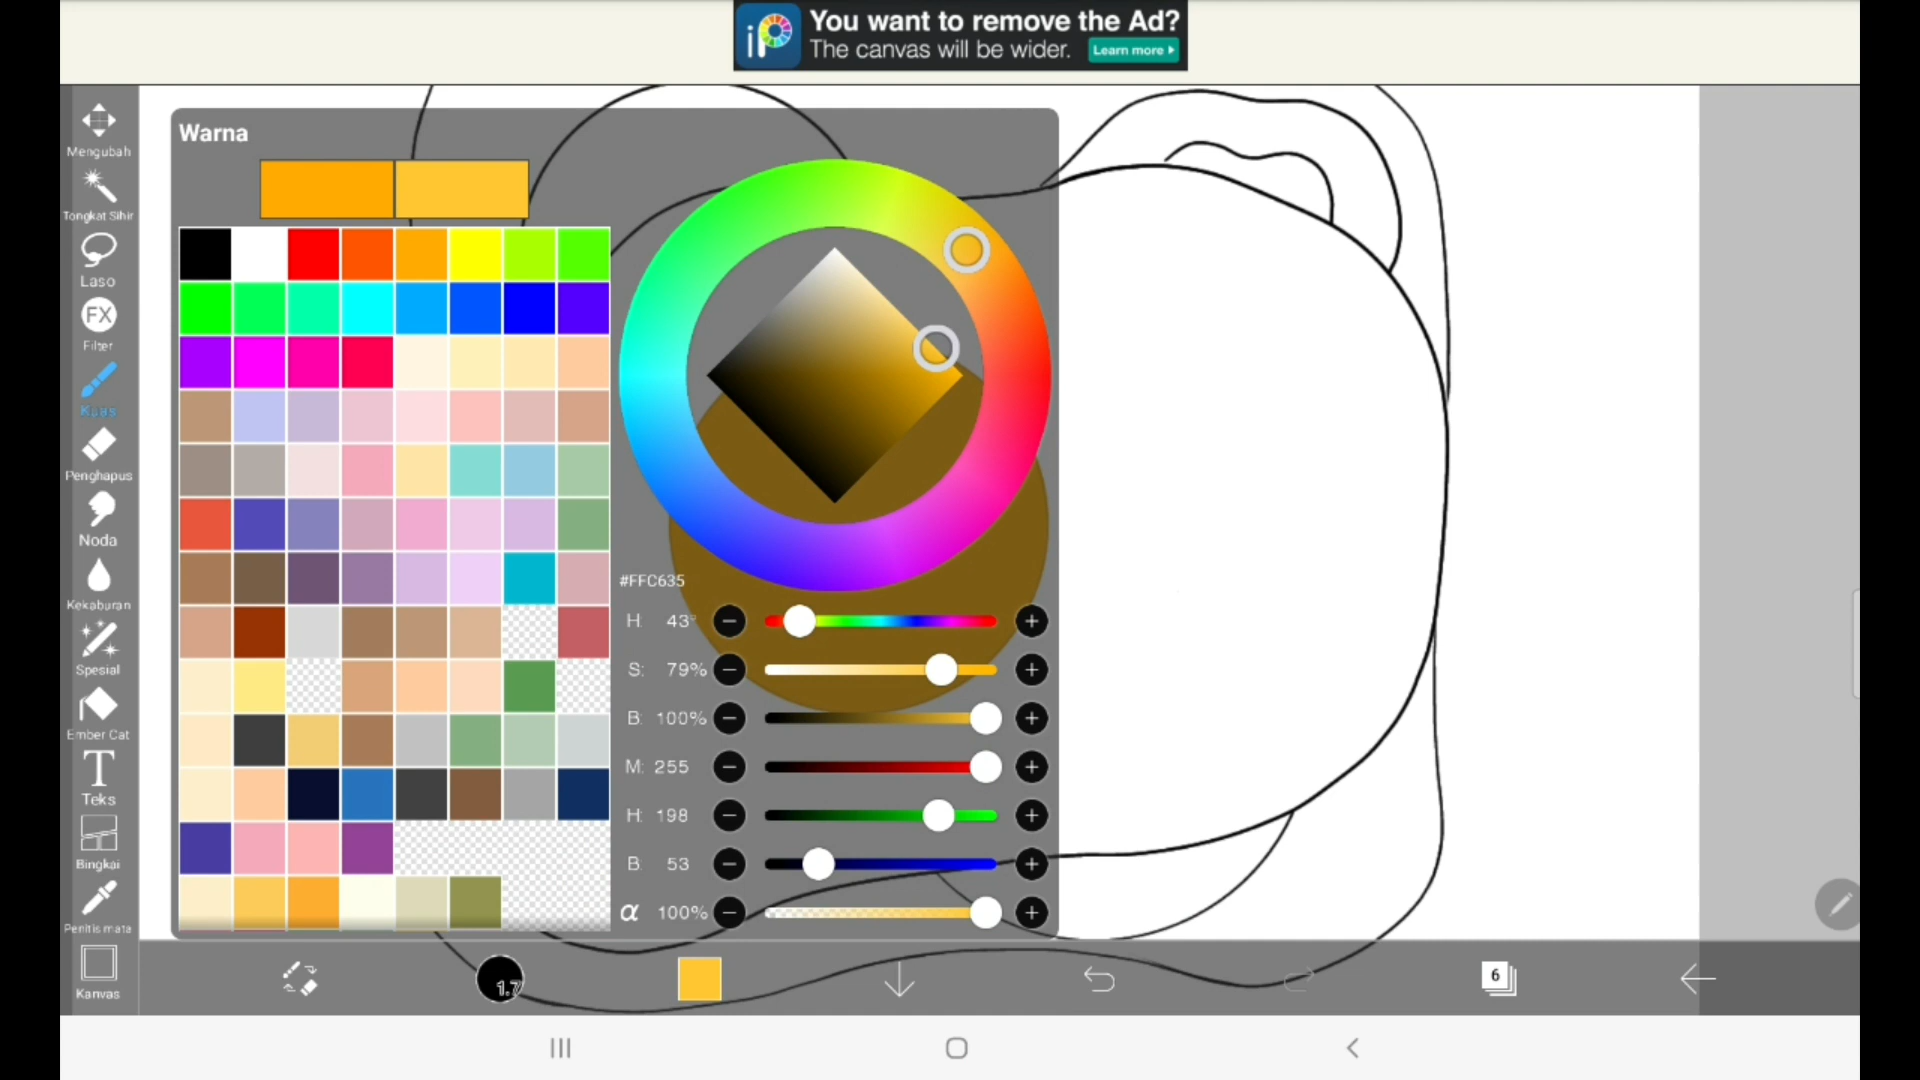 You want to remove the Ad?
The canvas will be wider. Learn more
iP
Warna
Mengubah
Tongkat Sihir
Laso
FX
Filter
Kuas
Penghapus
Noda
Kekaburan
Spesial
Ember Cat
Teks
Bingkai
Penitis mata
Kanvas
#FFC635
H: 43°
S: 79%
B: 100%
M: 255
H: 198
B: 53
α 100%
1.7
6